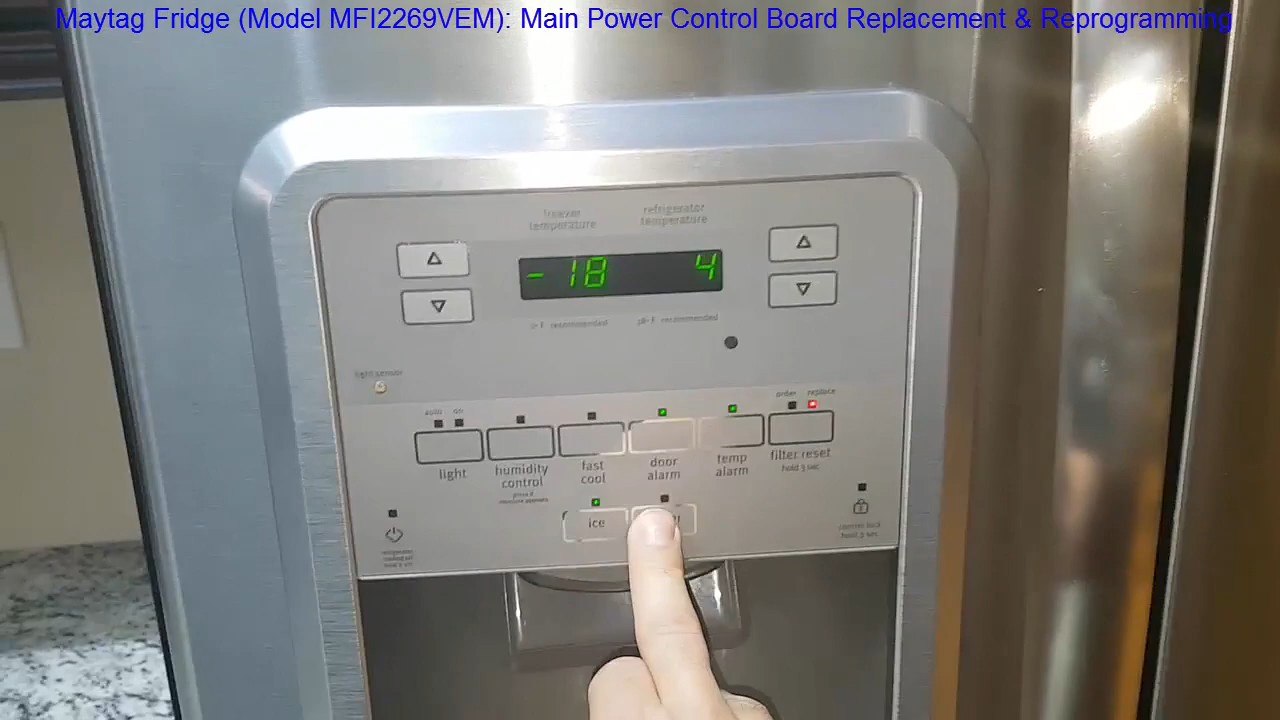 Maytag Fridge (Model MFI2269VEM): Main Power Control Board Replacement & Reprogramming
freezer temperature
refrigerator temperature
- 18 4
recommended
recommended
light sensor
auto on
order replace
light
humidity control
fast cool
door alarm
temp alarm
filter reset
hold 3 sec
ice
control lock
hold 3 sec